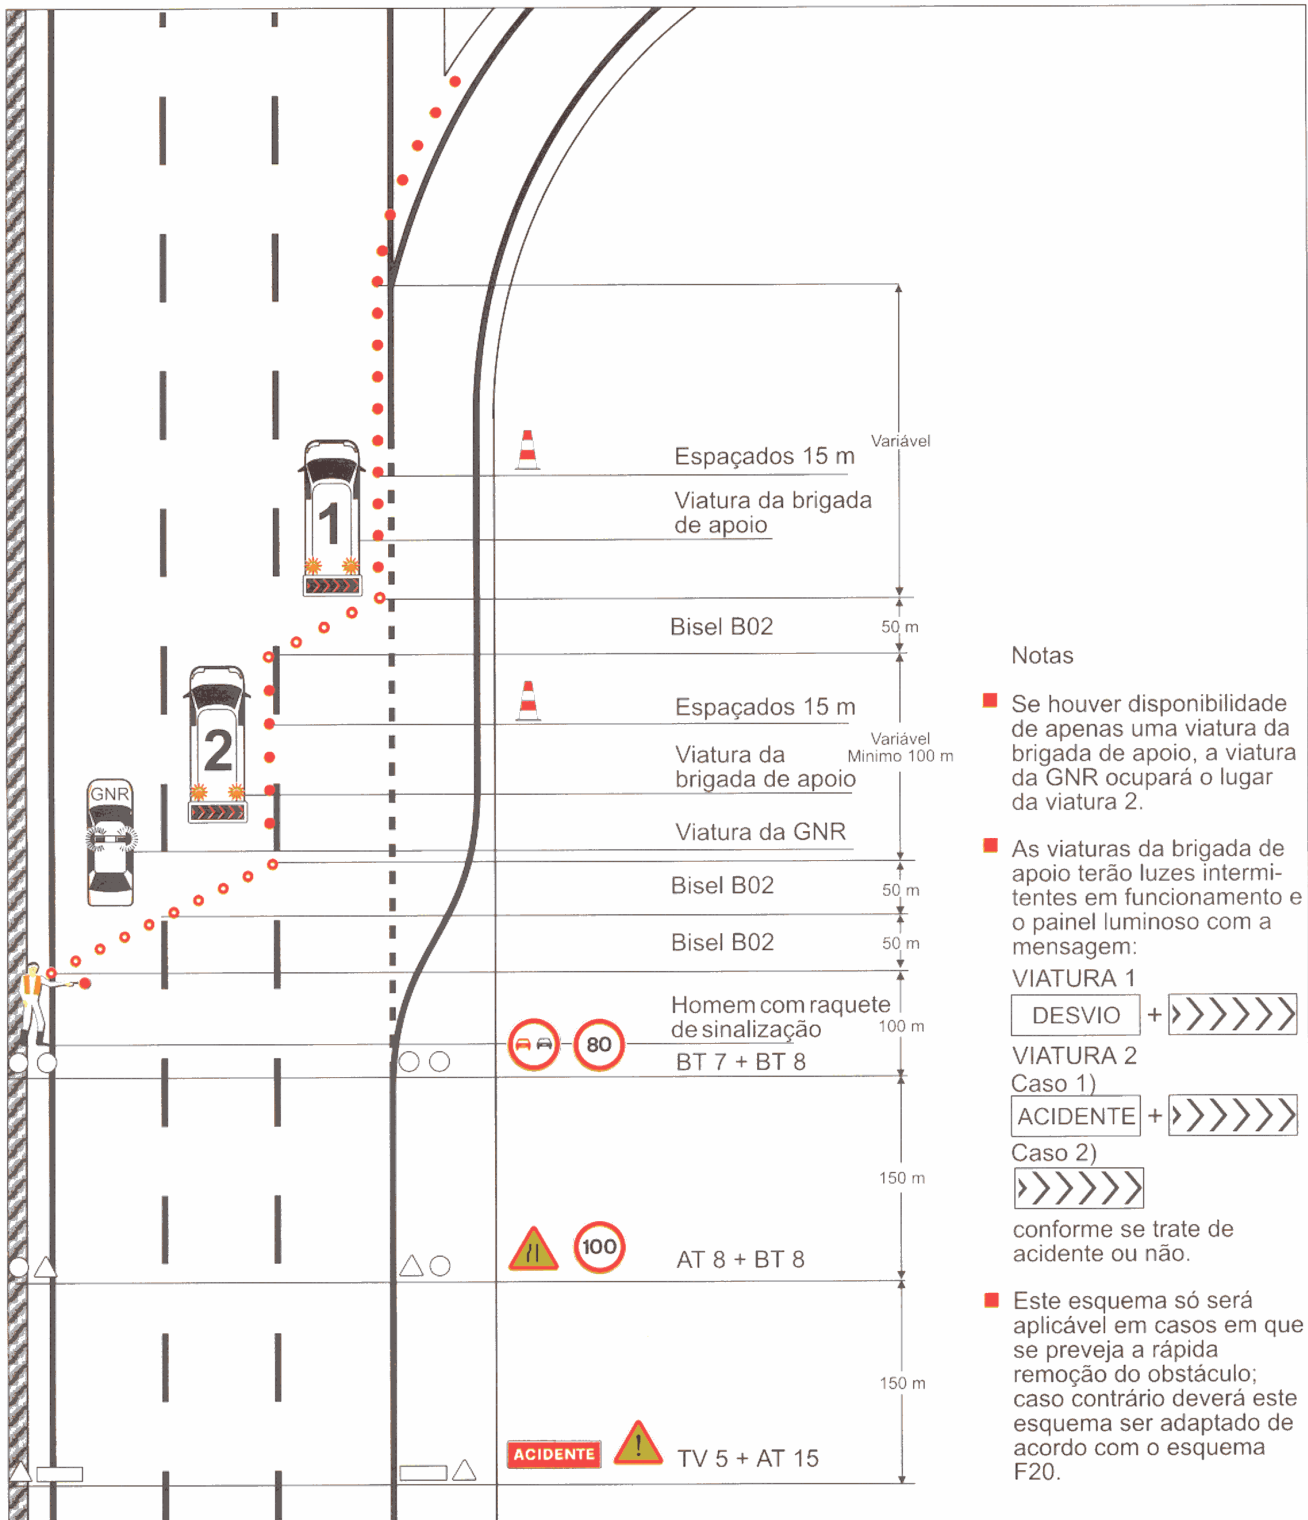 Variável
Espaçados 15 m
Viatura da brigada
de apoio
1
Bisel B02
50 m
Espaçados 15 m
Variável
Minimo 100 m
Viatura da
brigada de apoio
2
GNR
Viatura da GNR
Bisel B02
50 m
Bisel B02
50 m
Homem com raquete
de sinalização
100 m
80
BT 7 + BT 8
150 m
100
AT 8 + BT 8
150 m
ACIDENTE
!
TV 5 + AT 15
Notas
Se houver disponibilidade
de apenas uma viatura da
brigada de apoio, a viatura
da GNR ocupará o lugar
da viatura 2.
As viaturas da brigada de
apoio terão luzes intermi-
tentes em funcionamento e
o painel luminoso com a
mensagem:
VIATURA 1
DESVIO +
VIATURA 2
Caso 1)
ACIDENTE +
Caso 2)
conforme se trate de
acidente ou não.
Este esquema só será
aplicável em casos em que
se preveja a rápida
remoção do obstáculo;
caso contrário deverá este
esquema ser adaptado de
acordo com o esquema
F20.